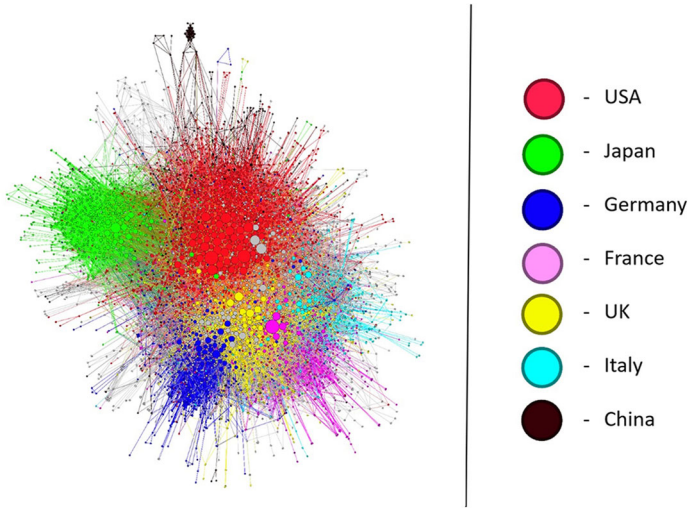 - USA
- Japan
- Germany
- France
- UK
- Italy
- China